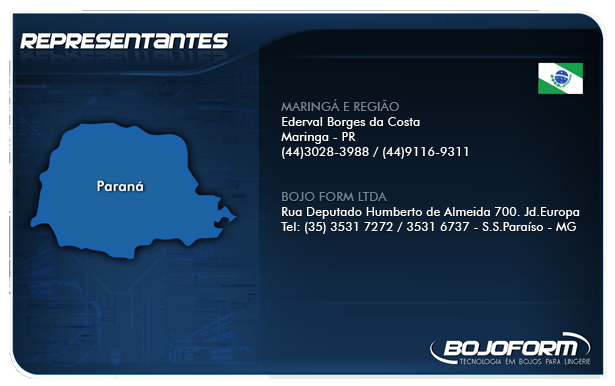 REPRESENTANTES
Paraná
MARINGÁ E REGIÃO
Ederval Borges da Costa
Maringa - PR
(44)3028-3988 / (44)9116-9311
BOJO FORM LTDA
Rua Deputado Humberto de Almeida 700. Jd.Europa
Tel: (35) 3531 7272 / 3531 6737 - S.S.Paraíso - MG
BOJOFORM
TECNOLOGIA EM BOJOS PARA LINGERIE